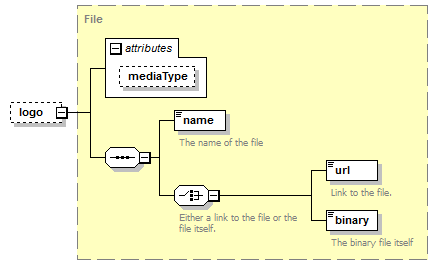 File
attributes
mediaType
logo
name
The name of the file
url
Link to the file.
Either a link to the file or the
file itself.
binary
The binary file itself